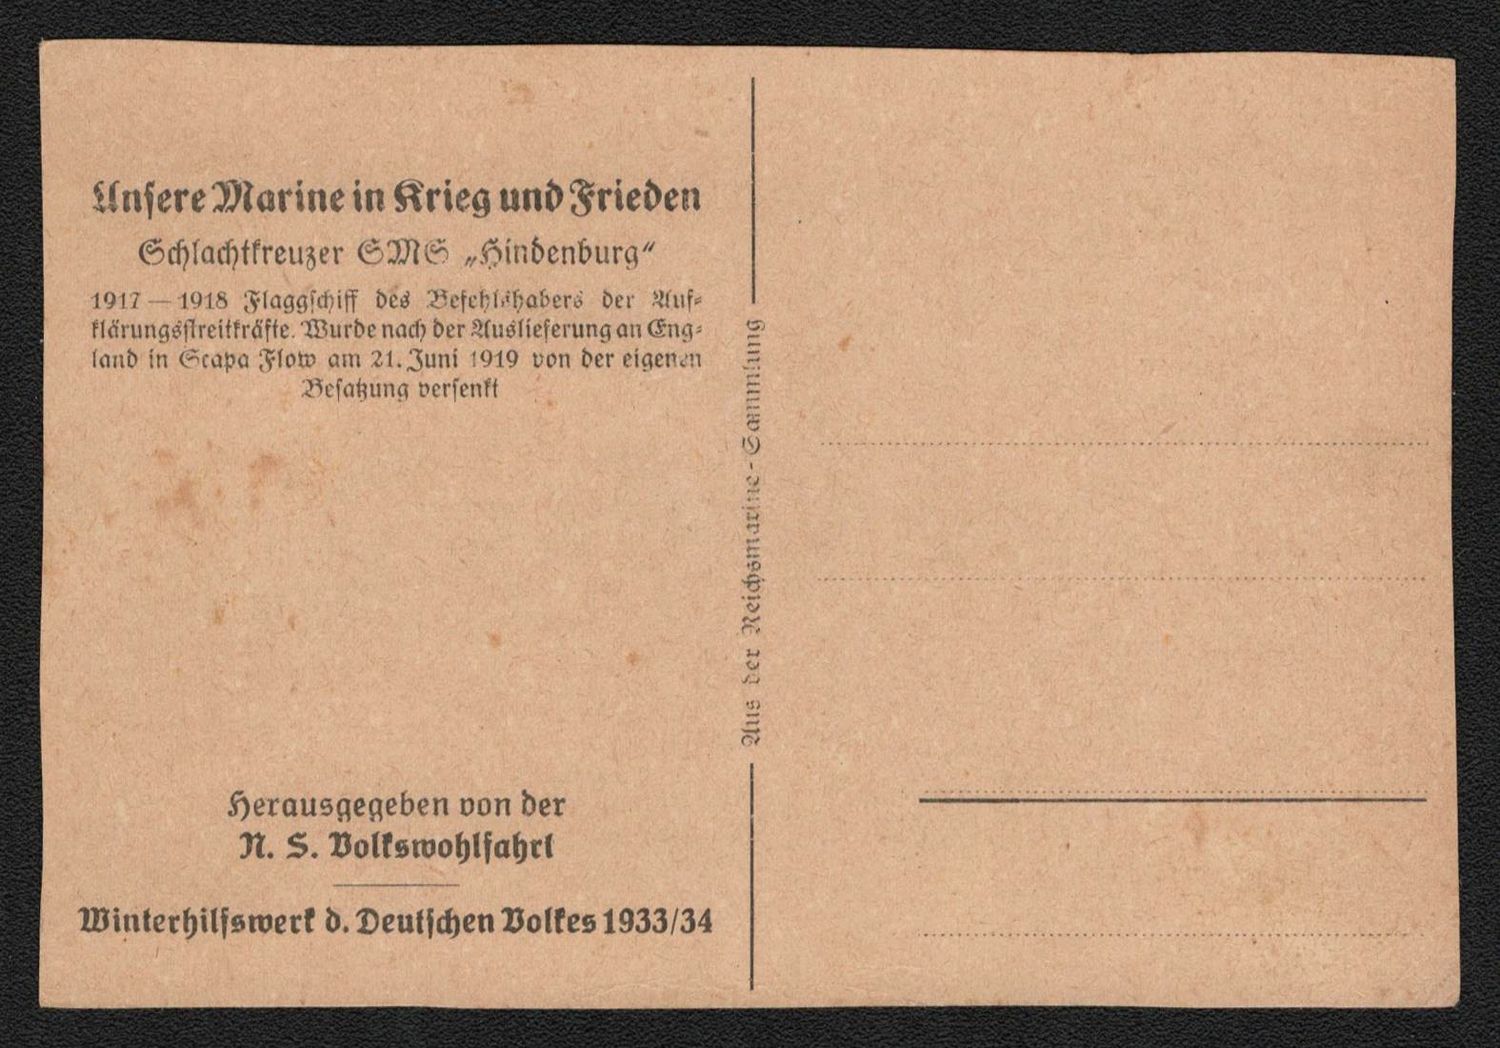 Unsere Marine in Krieg und Frieden
Schlachtkreuzer SMS „Hindenburg“
1917 — 1918 Flaggschiff des Befehlshabers der Auf-
klärungsstreitkräfte. Wurde nach der Auslieferung an Eng-
land in Scapa Flow am 21. Juni 1919 von der eigenen
Besatzung versenkt
Herausgegeben von der
N. S. Volkswohlfahrt
Winterhilfswerk d. Deutschen Volkes 1933/34
Aus der Reichsmarine-Sammlung